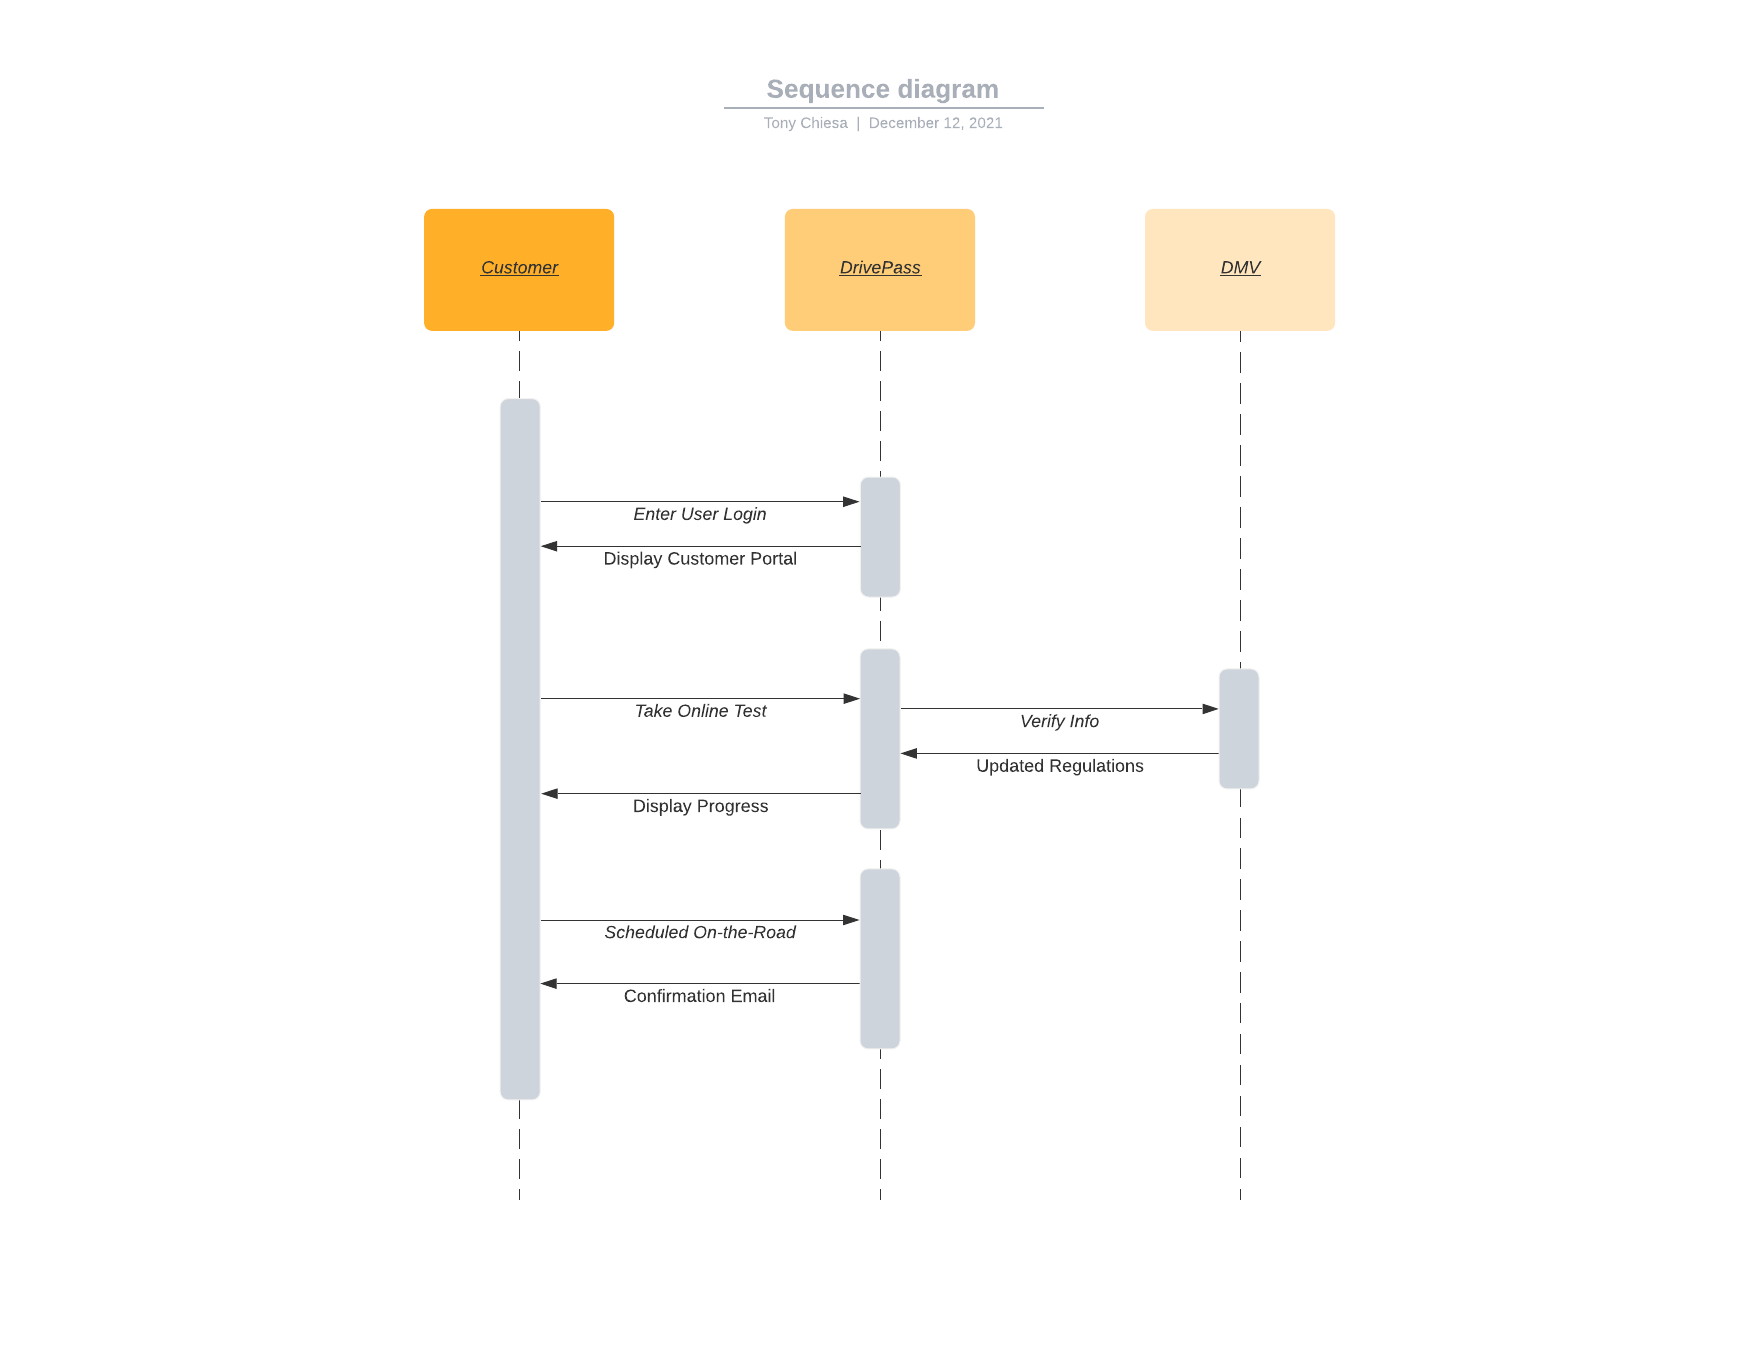 Sequence diagram
Tony Chiesa | December 12, 2021
Customer
DrivePass
DMV
Enter User Login
Display Customer Portal
Take Online Test
Verify Info
Updated Regulations
Display Progress
Scheduled On-the-Road
Confirmation Email